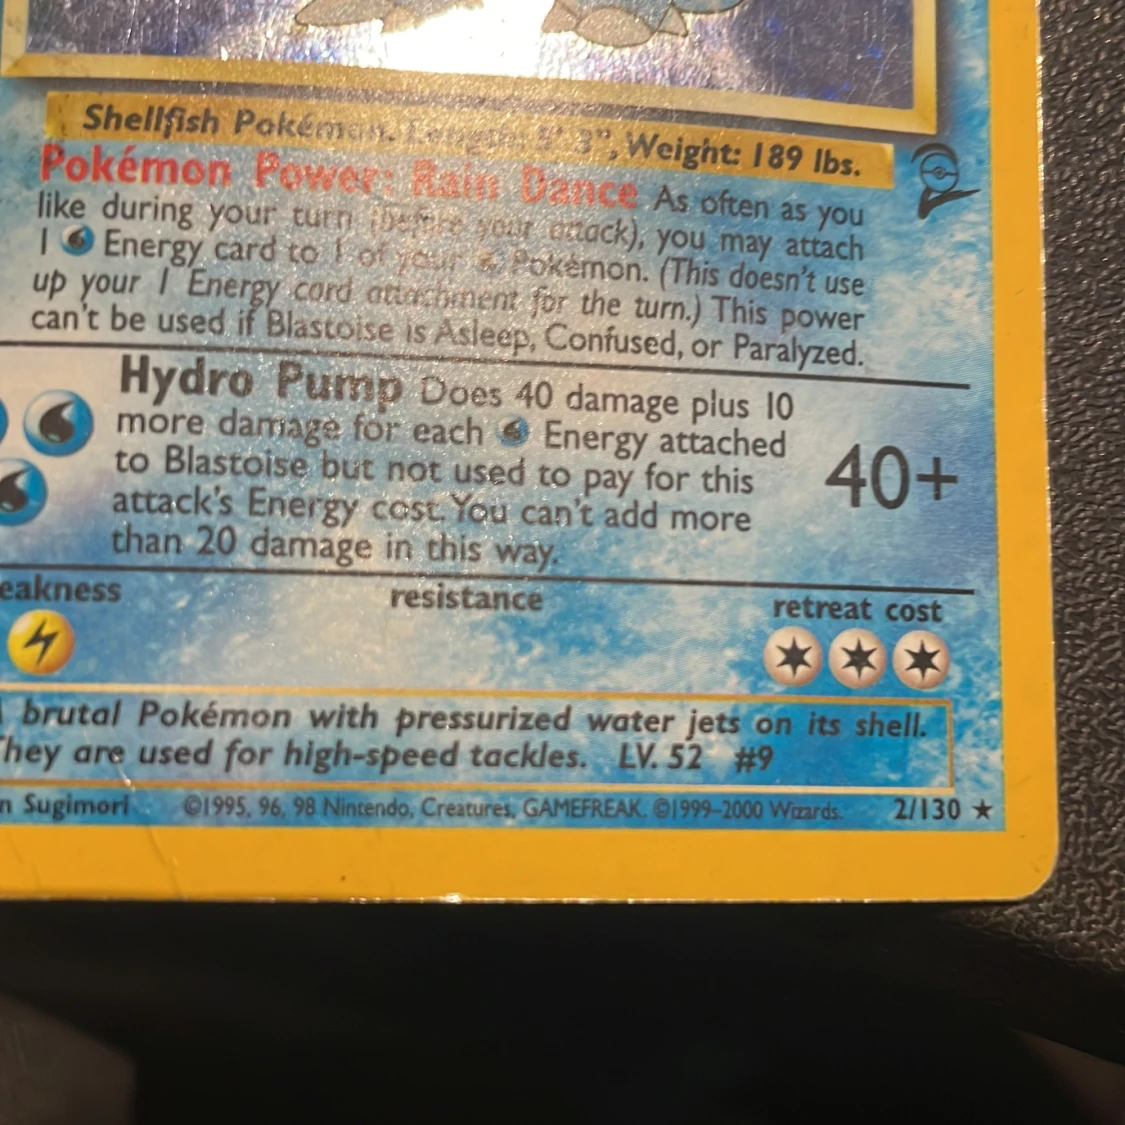 Shellfish Pokémon. Length: 5' 3", Weight: 189 lbs.
Pokémon Power: Rain Dance As often as you
like during your turn (before your attack), you may attach
1 Energy card to 1 of your Pokémon. (This doesn't use
up your 1 Energy card attachment for the turn.) This power
can't be used if Blastoise is Asleep, Confused, or Paralyzed.
Hydro Pump Does 40 damage plus 10
more damage for each Energy attached
to Blastoise but not used to pay for this
attack's Energy cost. You can't add more
than 20 damage in this way.
40+
eakness resistance retreat cost
brutal Pokémon with pressurized water jets on its shell.
hey are used for high-speed tackles. LV. 52 #9
n Sugimori ©1995, 96, 98 Nintendo, Creatures, GAMEFREAK. ©1999-2000 Wizards. 2/130 ★